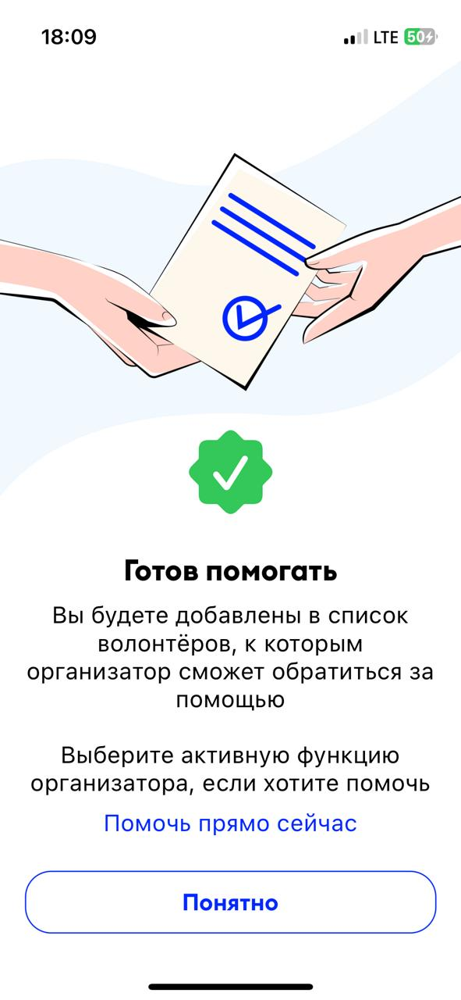 18:09
LTE 50
Готов помогать
Вы будете добавлены в список
волонтёров, к которым
организатор сможет обратиться за
помощью
Выберите активную функцию
организатора, если хотите помочь
Помочь прямо сейчас
Понятно